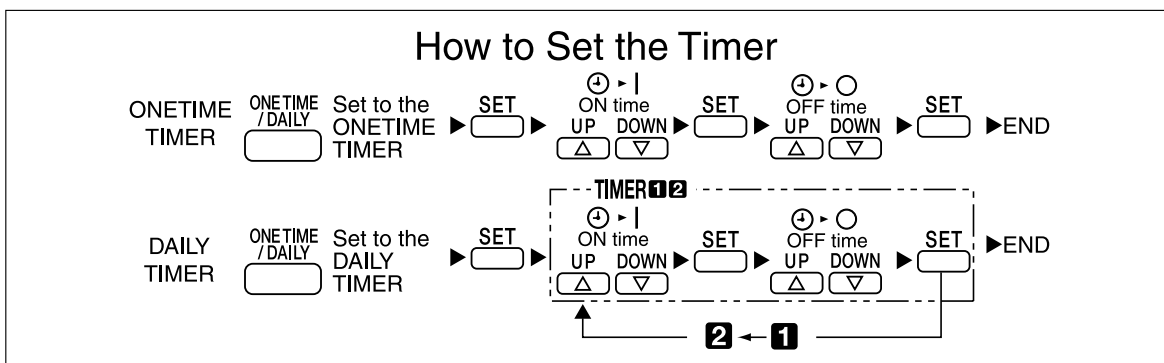 How to Set the Timer
ONETIME TIMER
ONETIME / DAILY
Set to the ONETIME TIMER
SET
ON time
UP DOWN
SET
OFF time
UP DOWN
SET
END
DAILY TIMER
ONETIME / DAILY
Set to the DAILY TIMER
SET
TIMER 1 2
ON time
UP DOWN
SET
OFF time
UP DOWN
SET
END
2 1